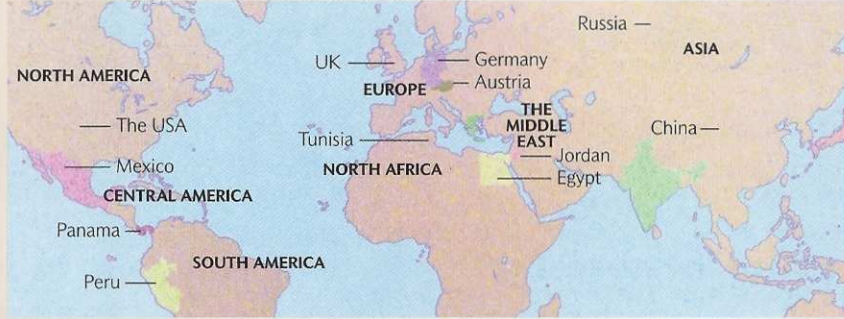 Russia
ASIA
UK
Germany
NORTH AMERICA
EUROPE
Austria
THE
MIDDLE
EAST
The USA
China
Tunisia
Jordan
Mexico
NORTH AFRICA
Egypt
CENTRAL AMERICA
Panama
SOUTH AMERICA
Peru